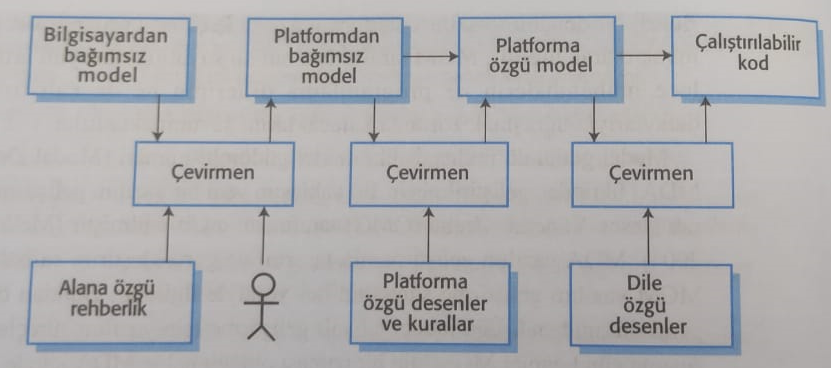 Bilgisayardan
bağımsız
model
Platformdan
bağımsız
model
Platforma
özgü model
Çalıştırılabilir
kod
Çevirmen
Çevirmen
Çevirmen
Alana özgü
rehberlik
Platforma
özgü desenler
ve kurallar
Dile
özgü
desenler